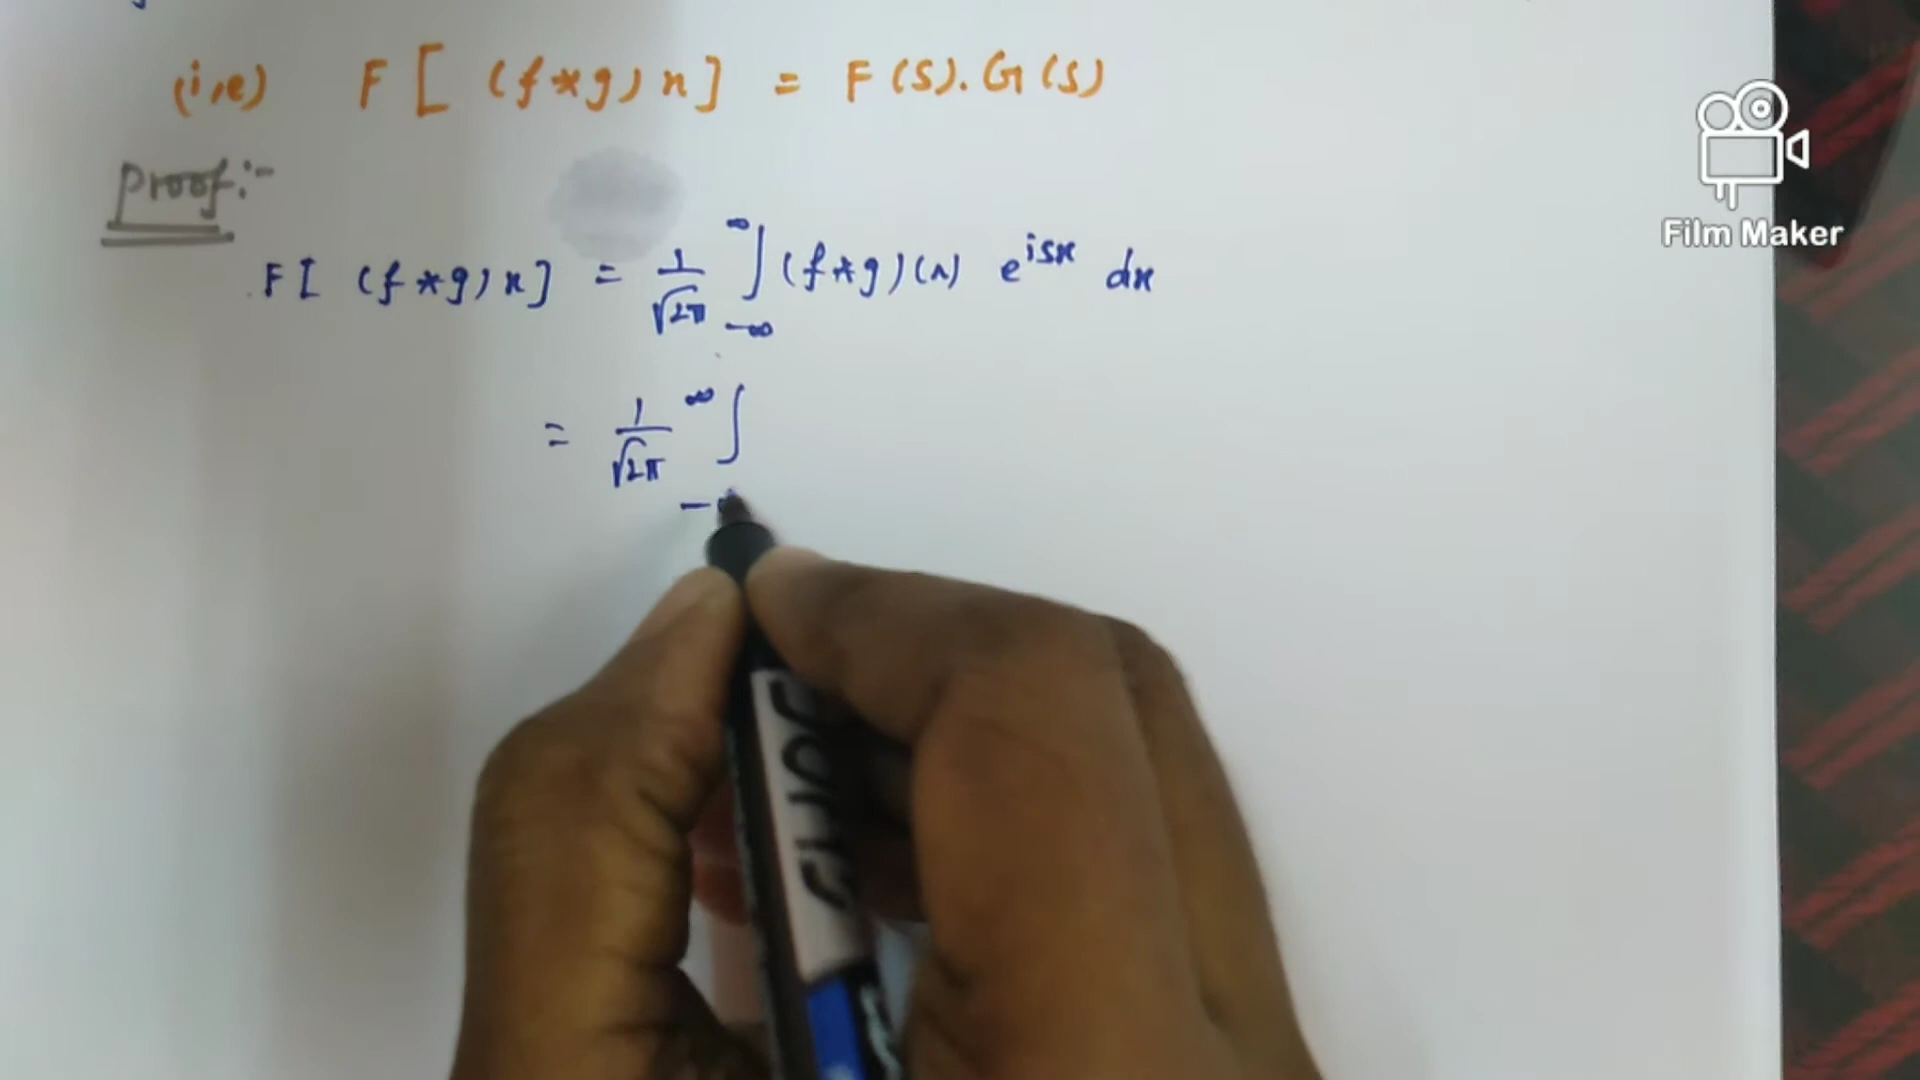 (i,e) F[(f*g)x] = F(s).G(s)
Proof:-
F[(f*g)x] = 1/√2π ∫_{-∞}^{∞} (f*g)(x) e^{isx} dx
= 1/√2π ∫_{-∞}^{∞}
Film Maker